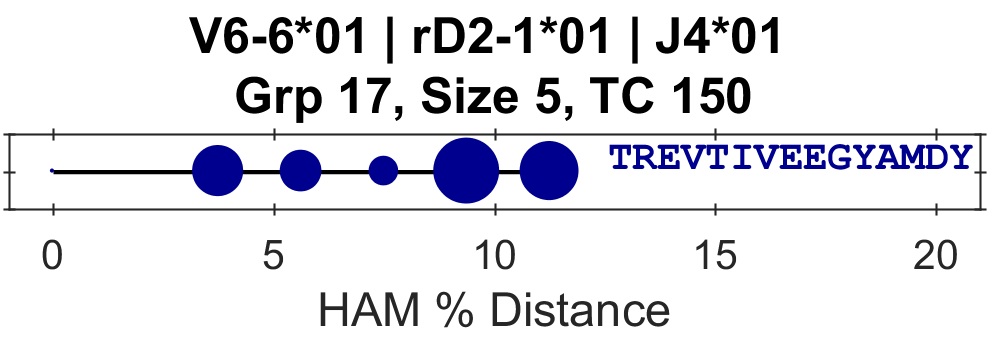 V6-6*01 | rD2-1*01 | J4*01
Grp 17, Size 5, TC 150
TREVTIVEEGYAMDY
0 5 10 15 20
HAM % Distance